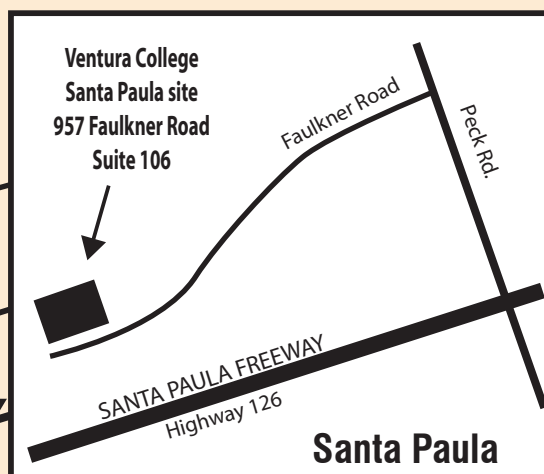 Ventura College
Santa Paula site
957 Faulkner Road
Suite 106
Faulkner Road
Peck Rd.
SANTA PAULA FREEWAY
Highway 126
Santa Paula